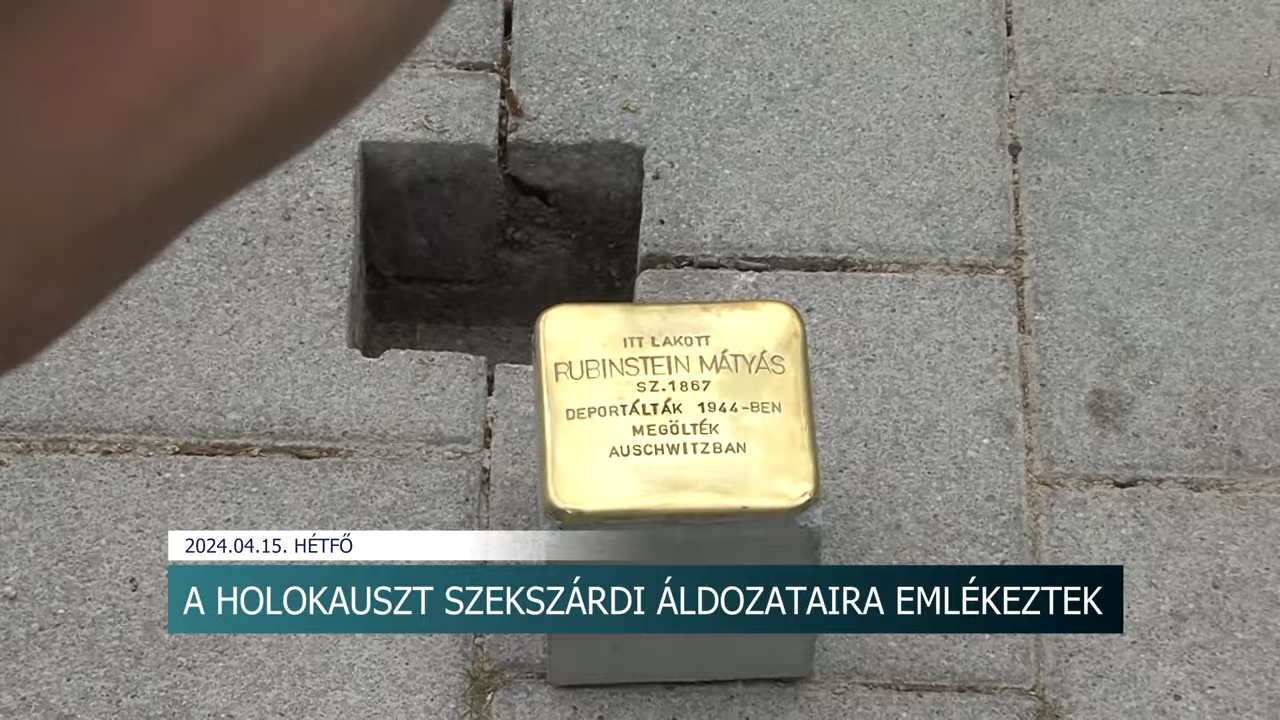 ITT LAKOTT
RUBINSTEIN MÁTYÁS
SZ.1867
DEPORTÁLTÁK 1944-BEN
MEGÖLTÉK
AUSCHWITZBAN
2024.04.15. HÉTFŐ
A HOLOKAUSZT SZEKSZÁRDI ÁLDOZATAIRA EMLÉKEZTEK